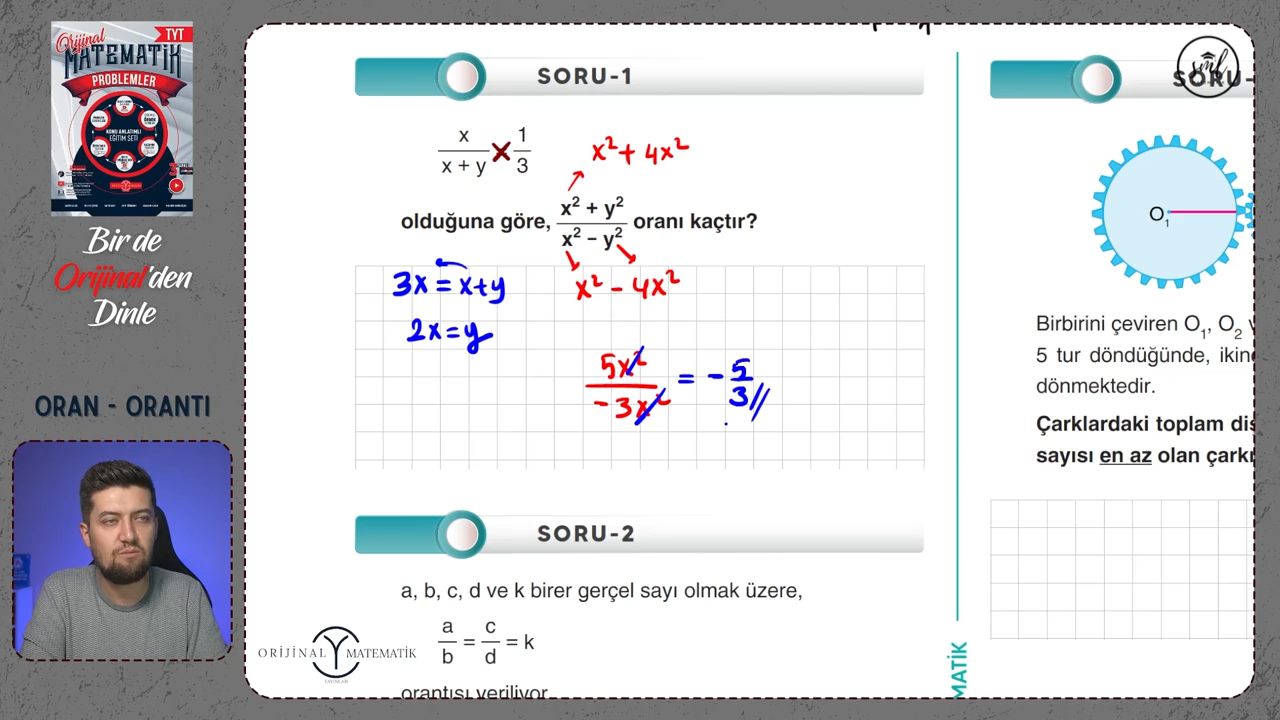 TYT
Orijinal
MATEMATİK
PROBLEMLER
KONU ANLATIMLI
EĞİTİM SETİ
Bir de
Orijinal'den
Dinle
ORAN - ORANTI
SORU-1
x / (x + y) × 1 / 3
x² + 4x²
olduğuna göre, (x² + y²) / (x² − y²) oranı kaçtır?
3x = x+y
x² - 4x²
2x = y
5x² / -3x² = - 5/3 //
SORU-2
a, b, c, d ve k birer gerçel sayı olmak üzere,
a/b = c/d = k
orantısı veriliyor
ORİJİNAL MATEMATİK
YAYINLARI
MATİK
SORU-
O₁
Birbirini çeviren O₁, O₂ v
5 tur döndüğünde, ikin
dönmektedir.
Çarklardaki toplam diş
sayısı en az olan çarkı